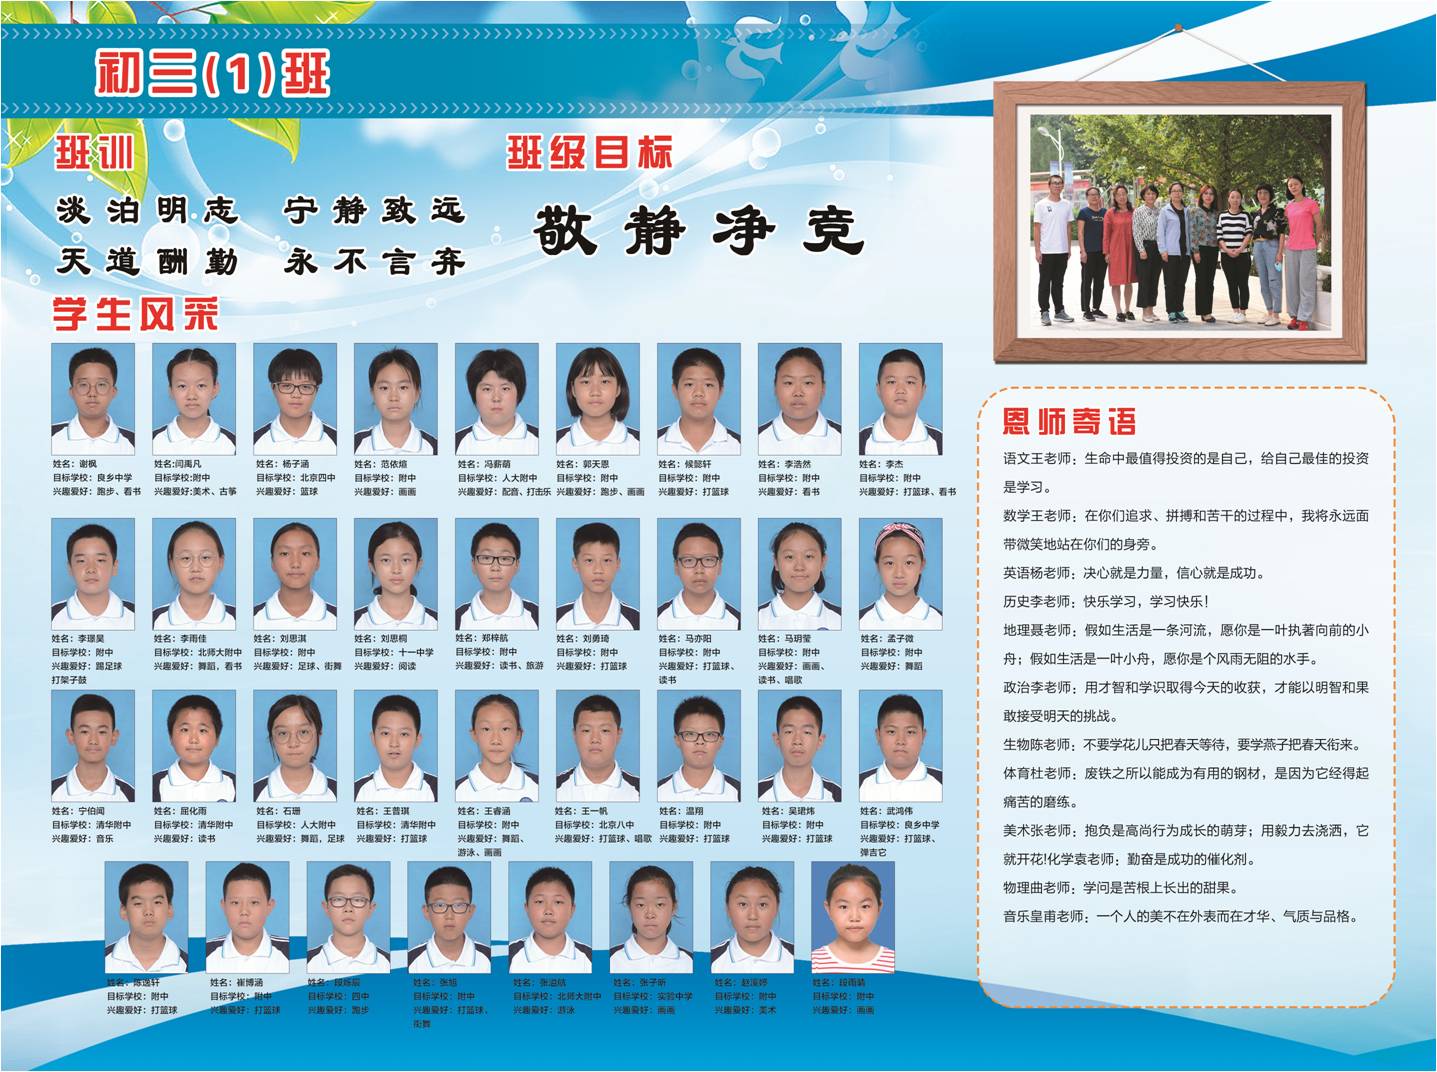 初三(1)班
班训
淡泊明志 宁静致远
天道酬勤 永不言弃
班级目标
敬静净竞
学生风采
姓名：谢枫
目标学校：良乡中学
兴趣爱好：跑步、看书
姓名:闫禹凡
目标学校：附中
兴趣爱好:美术、古筝
姓名：杨子涵
目标学校：北京四中
兴趣爱好：篮球
姓名：范依煊
目标学校：附中
兴趣爱好：画画
姓名：冯薪萌
目标学校：人大附中
兴趣爱好：配音、打击乐
姓名：郭天恩
目标学校：附中
兴趣爱好：跑步、画画
姓名：候懿轩
目标学校：附中
兴趣爱好：打篮球
姓名：李浩然
目标学校：附中
兴趣爱好：看书
姓名：李杰
目标学校：附中
兴趣爱好：打篮球、看书
姓名：李璟昊
目标学校：附中
兴趣爱好：踢足球
打架子鼓
姓名：李雨佳
目标学校：北师大附中
兴趣爱好：舞蹈，看书
姓名：刘思淇
目标学校：附中
兴趣爱好：足球、街舞
姓名：刘思桐
目标学校：十一中学
兴趣爱好：阅读
姓名：郑梓航
目标学校：附中
兴趣爱好：读书、旅游
姓名：刘勇琦
目标学校：附中
兴趣爱好：打篮球
姓名：马亦阳
目标学校：附中
兴趣爱好：打篮球、
读书
姓名：马玥莹
目标学校：附中
兴趣爱好：画画、
读书、唱歌
姓名：孟子微
目标学校：附中
兴趣爱好：舞蹈
姓名：宁伯闻
目标学校：清华附中
兴趣爱好：音乐
姓名：屈化雨
目标学校：清华附中
兴趣爱好：读书
姓名：石珊
目标学校：人大附中
兴趣爱好：舞蹈，足球
姓名：王普琪
目标学校：清华附中
兴趣爱好：打篮球
姓名：王睿涵
目标学校：附中
兴趣爱好：舞蹈、
游泳、画画
姓名：王一帆
目标学校：北京八中
兴趣爱好：打篮球、唱歌
姓名：温翔
目标学校：附中
兴趣爱好：打篮球
姓名：吴珺炜
目标学校：附中
兴趣爱好：打篮球
姓名：武鸿伟
目标学校：良乡中学
兴趣爱好：打篮球、
弹吉它
姓名：陈逸轩
目标学校：附中
兴趣爱好：打篮球
姓名：崔博涵
目标学校：附中
兴趣爱好：打篮球
姓名：段烁辰
目标学校：四中
兴趣爱好：跑步
姓名：张旭
目标学校：附中
兴趣爱好：打篮球、
街舞
姓名：张溢航
目标学校：北师大附中
兴趣爱好：游泳
姓名：张子昕
目标学校：实验中学
兴趣爱好：画画
姓名：赵溪婷
目标学校：附中
兴趣爱好：美术
姓名：段雨晴
目标学校：附中
兴趣爱好：画画
恩师寄语
语文王老师：生命中最值得投资的是自己，给自己最佳的投资
是学习。
数学王老师：在你们追求、拼搏和苦干的过程中，我将永远面
带微笑地站在你们的身旁。
英语杨老师：决心就是力量，信心就是成功。
历史李老师：快乐学习，学习快乐！
地理聂老师：假如生活是一条河流，愿你是一叶执著向前的小
舟；假如生活是一叶小舟，愿你是个风雨无阻的水手。
政治李老师：用才智和学识取得今天的收获，才能以明智和果
敢接受明天的挑战。
生物陈老师：不要学花儿只把春天等待，要学燕子把春天衔来。
体育杜老师：废铁之所以能成为有用的钢材，是因为它经得起
痛苦的磨练。
美术张老师：抱负是高尚行为成长的萌芽；用毅力去浇洒，它
就开花!化学袁老师：勤奋是成功的催化剂。
物理曲老师：学问是苦根上长出的甜果。
音乐皇甫老师：一个人的美不在外表而在才华、气质与品格。